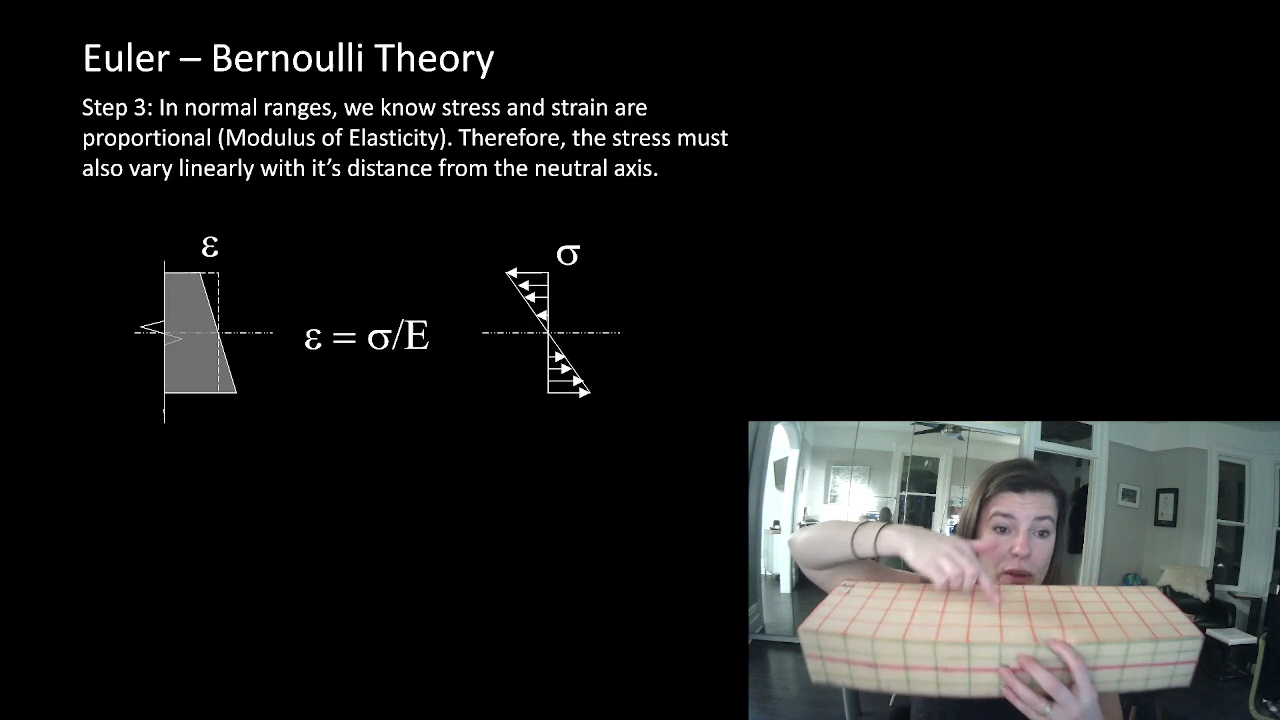 Euler – Bernoulli Theory
Step 3: In normal ranges, we know stress and strain are
proportional (Modulus of Elasticity). Therefore, the stress must
also vary linearly with it’s distance from the neutral axis.
ε
σ
ε = σ/E